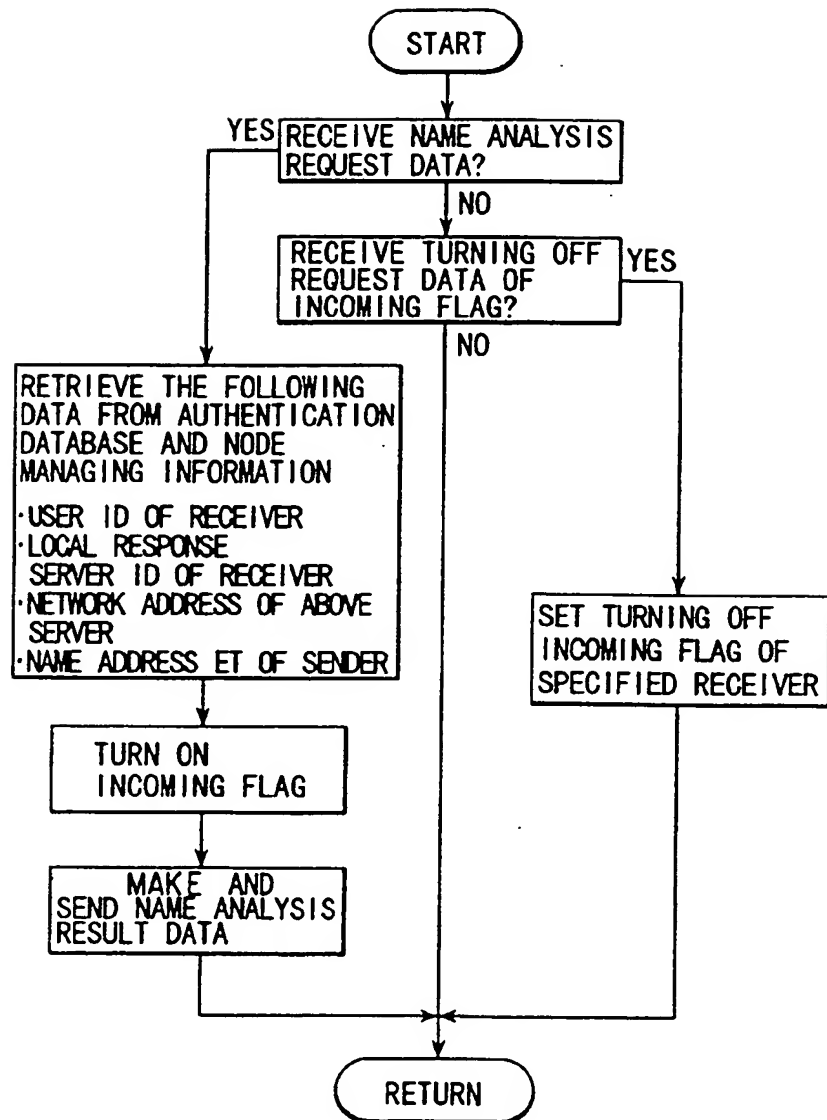 START
YES
RECEIVE NAME ANALYSIS
REQUEST DATA?
NO
RECEIVE TURNING OFF
REQUEST DATA OF
INCOMING FLAG?
YES
NO
RETRIEVE THE FOLLOWING
DATA FROM AUTHENTICATION
DATABASE AND NODE
MANAGING INFORMATION
·USER ID OF RECEIVER
·LOCAL RESPONSE
SERVER ID OF RECEIVER
·NETWORK ADDRESS OF ABOVE
SERVER
·NAME ADDRESS ET OF SENDER
SET TURNING OFF
INCOMING FLAG OF
SPECIFIED RECEIVER
TURN ON
INCOMING FLAG
MAKE AND
SEND NAME ANALYSIS
RESULT DATA
RETURN